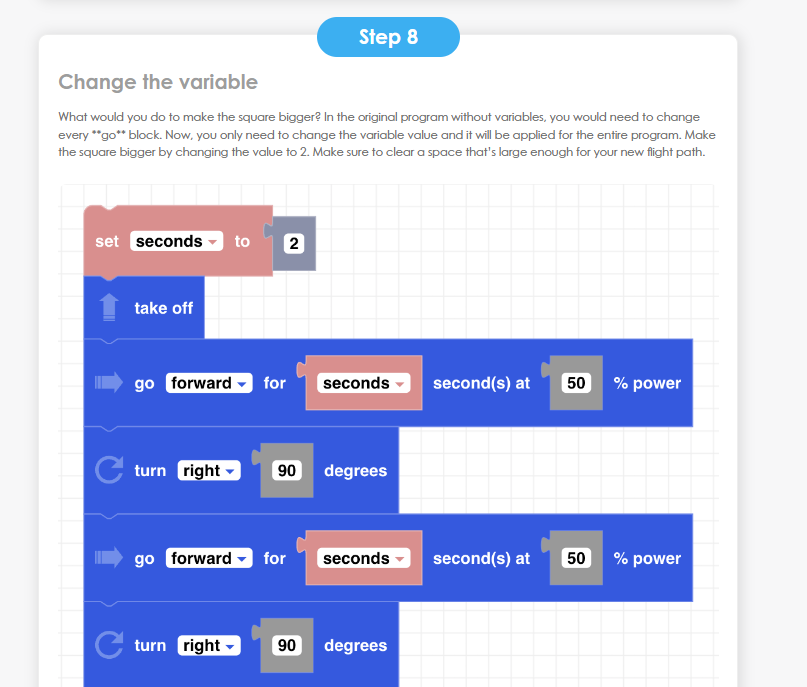 Step 8
Change the variable
What would you do to make the square bigger? In the original program without variables, you would need to change
every **go** block. Now, you only need to change the variable value and it will be applied for the entire program. Make
the square bigger by changing the value to 2. Make sure to clear a space that's large enough for your new flight path.
set seconds to 2
take off
go forward for seconds second(s) at 50 % power
turn right 90 degrees
go forward for seconds second(s) at 50 % power
turn right 90 degrees